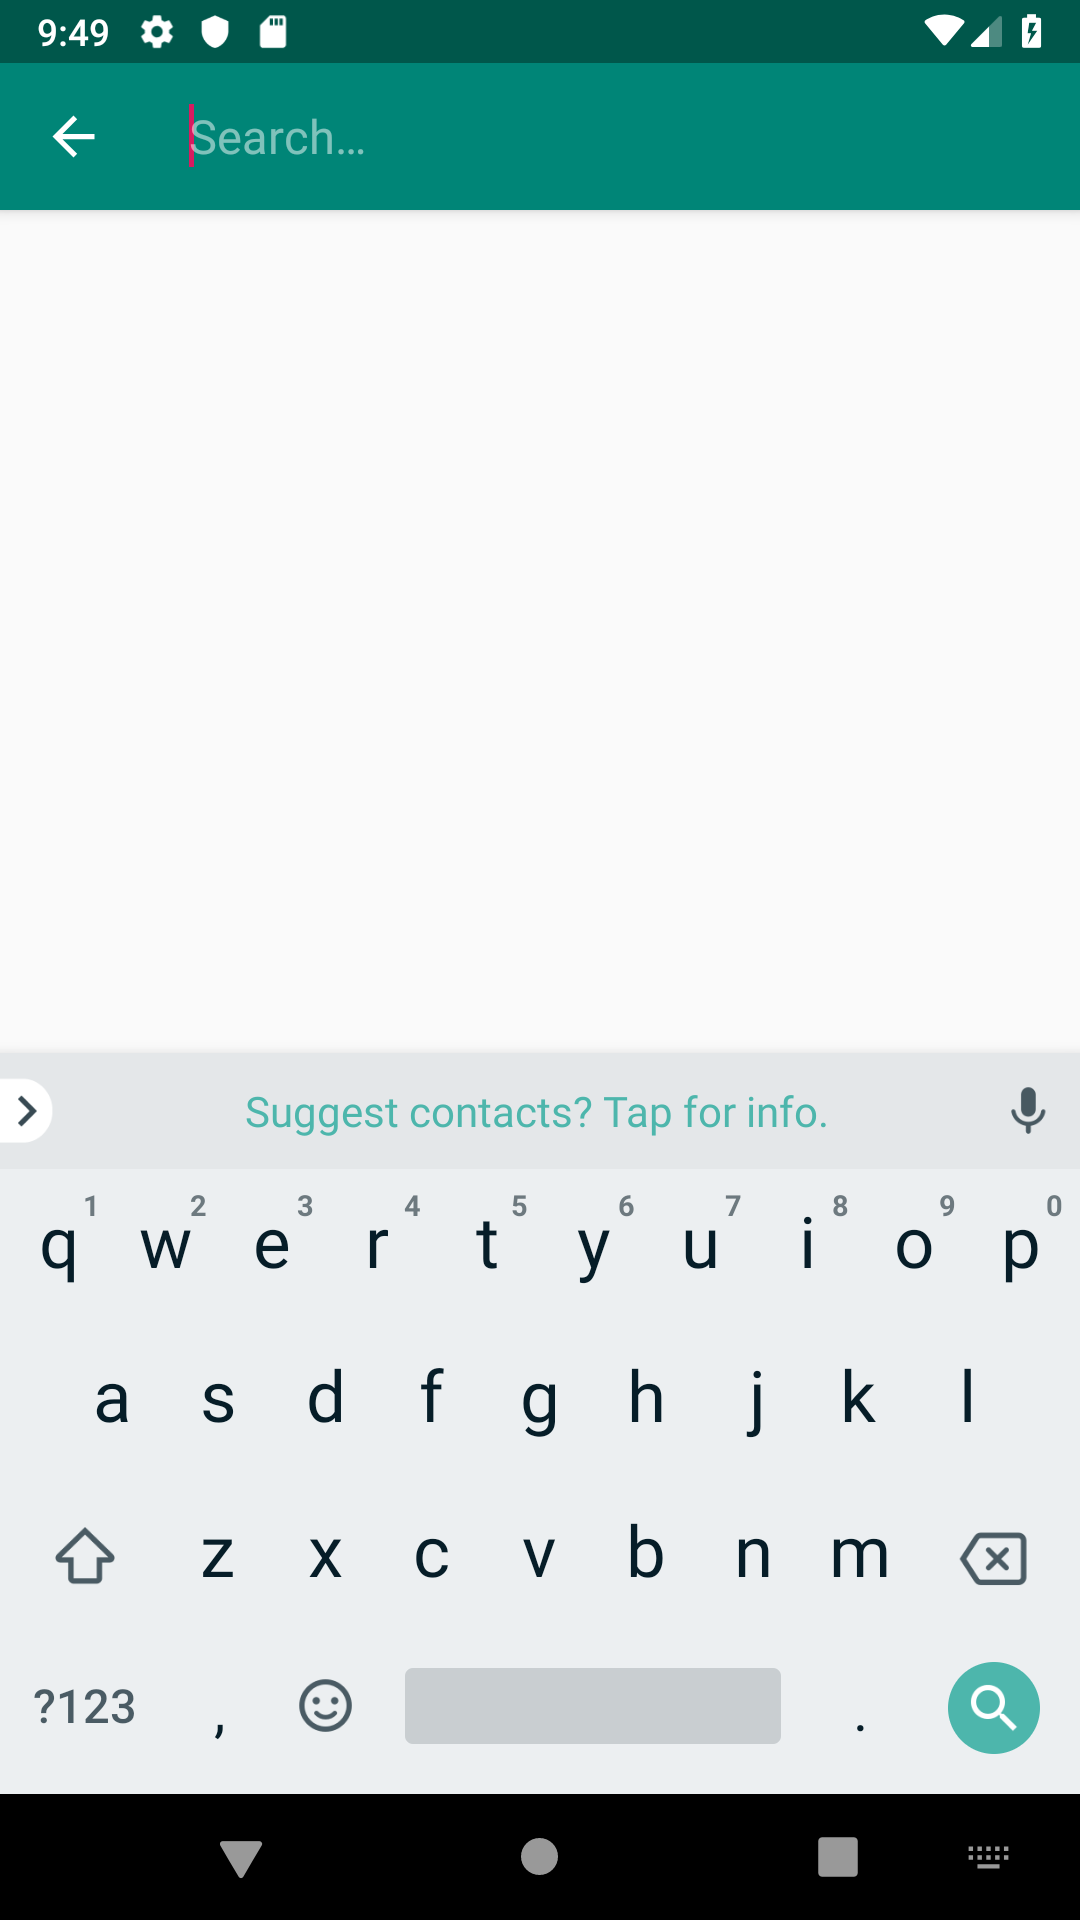 9:49
Search…
Suggest contacts? Tap for info.
1 2 3 4 5 6 7 8 9 0
q w e r t y u i o p
a s d f g h j k l
z x c v b n m
?123 , .